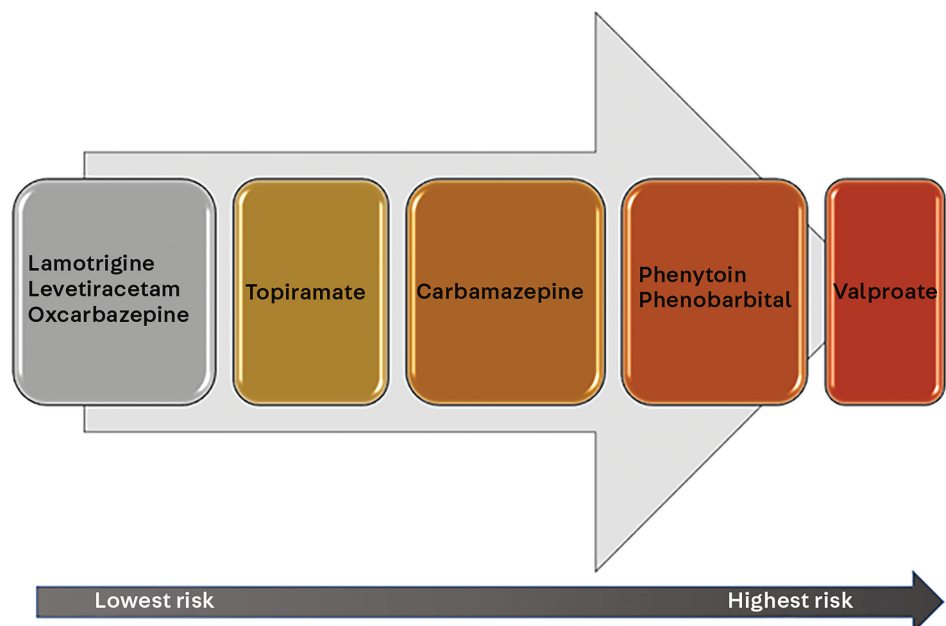 Lamotrigine
Levetiracetam
Oxcarbazepine
Topiramate
Carbamazepine
Phenytoin
Phenobarbital
Valproate
Lowest risk
Highest risk